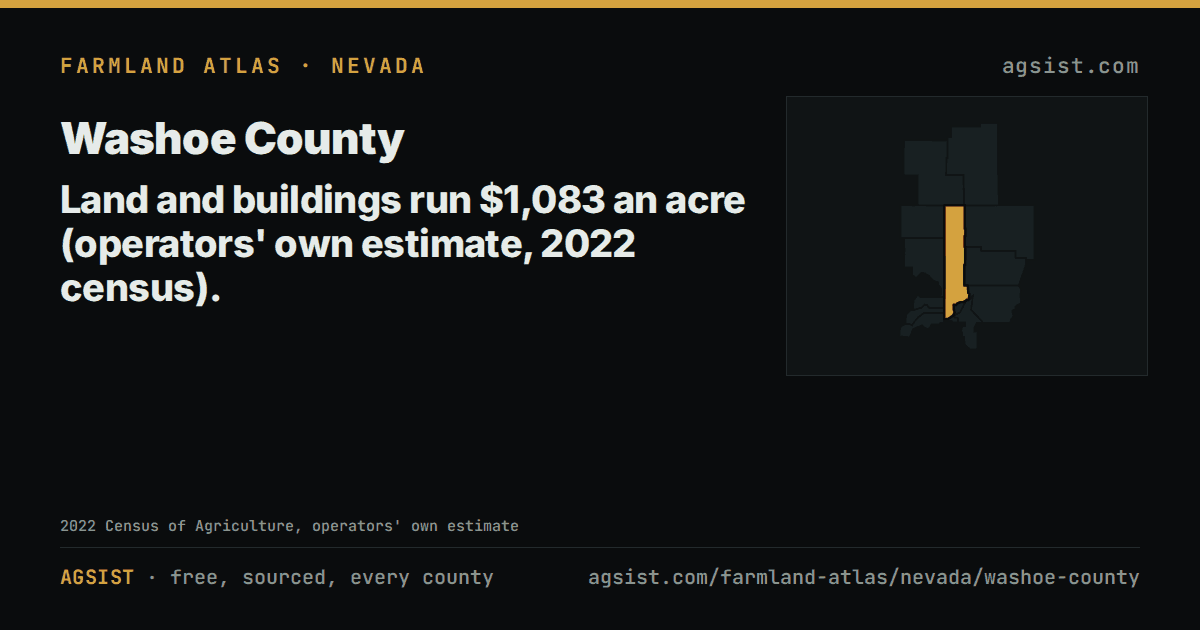 FARMLAND ATLAS · NEVADA
agsist.com
Washoe County
Land and buildings run $1,083 an acre
(operators' own estimate, 2022
census).
2022 Census of Agriculture, operators' own estimate
AGSIST · free, sourced, every county
agsist.com/farmland-atlas/nevada/washoe-county